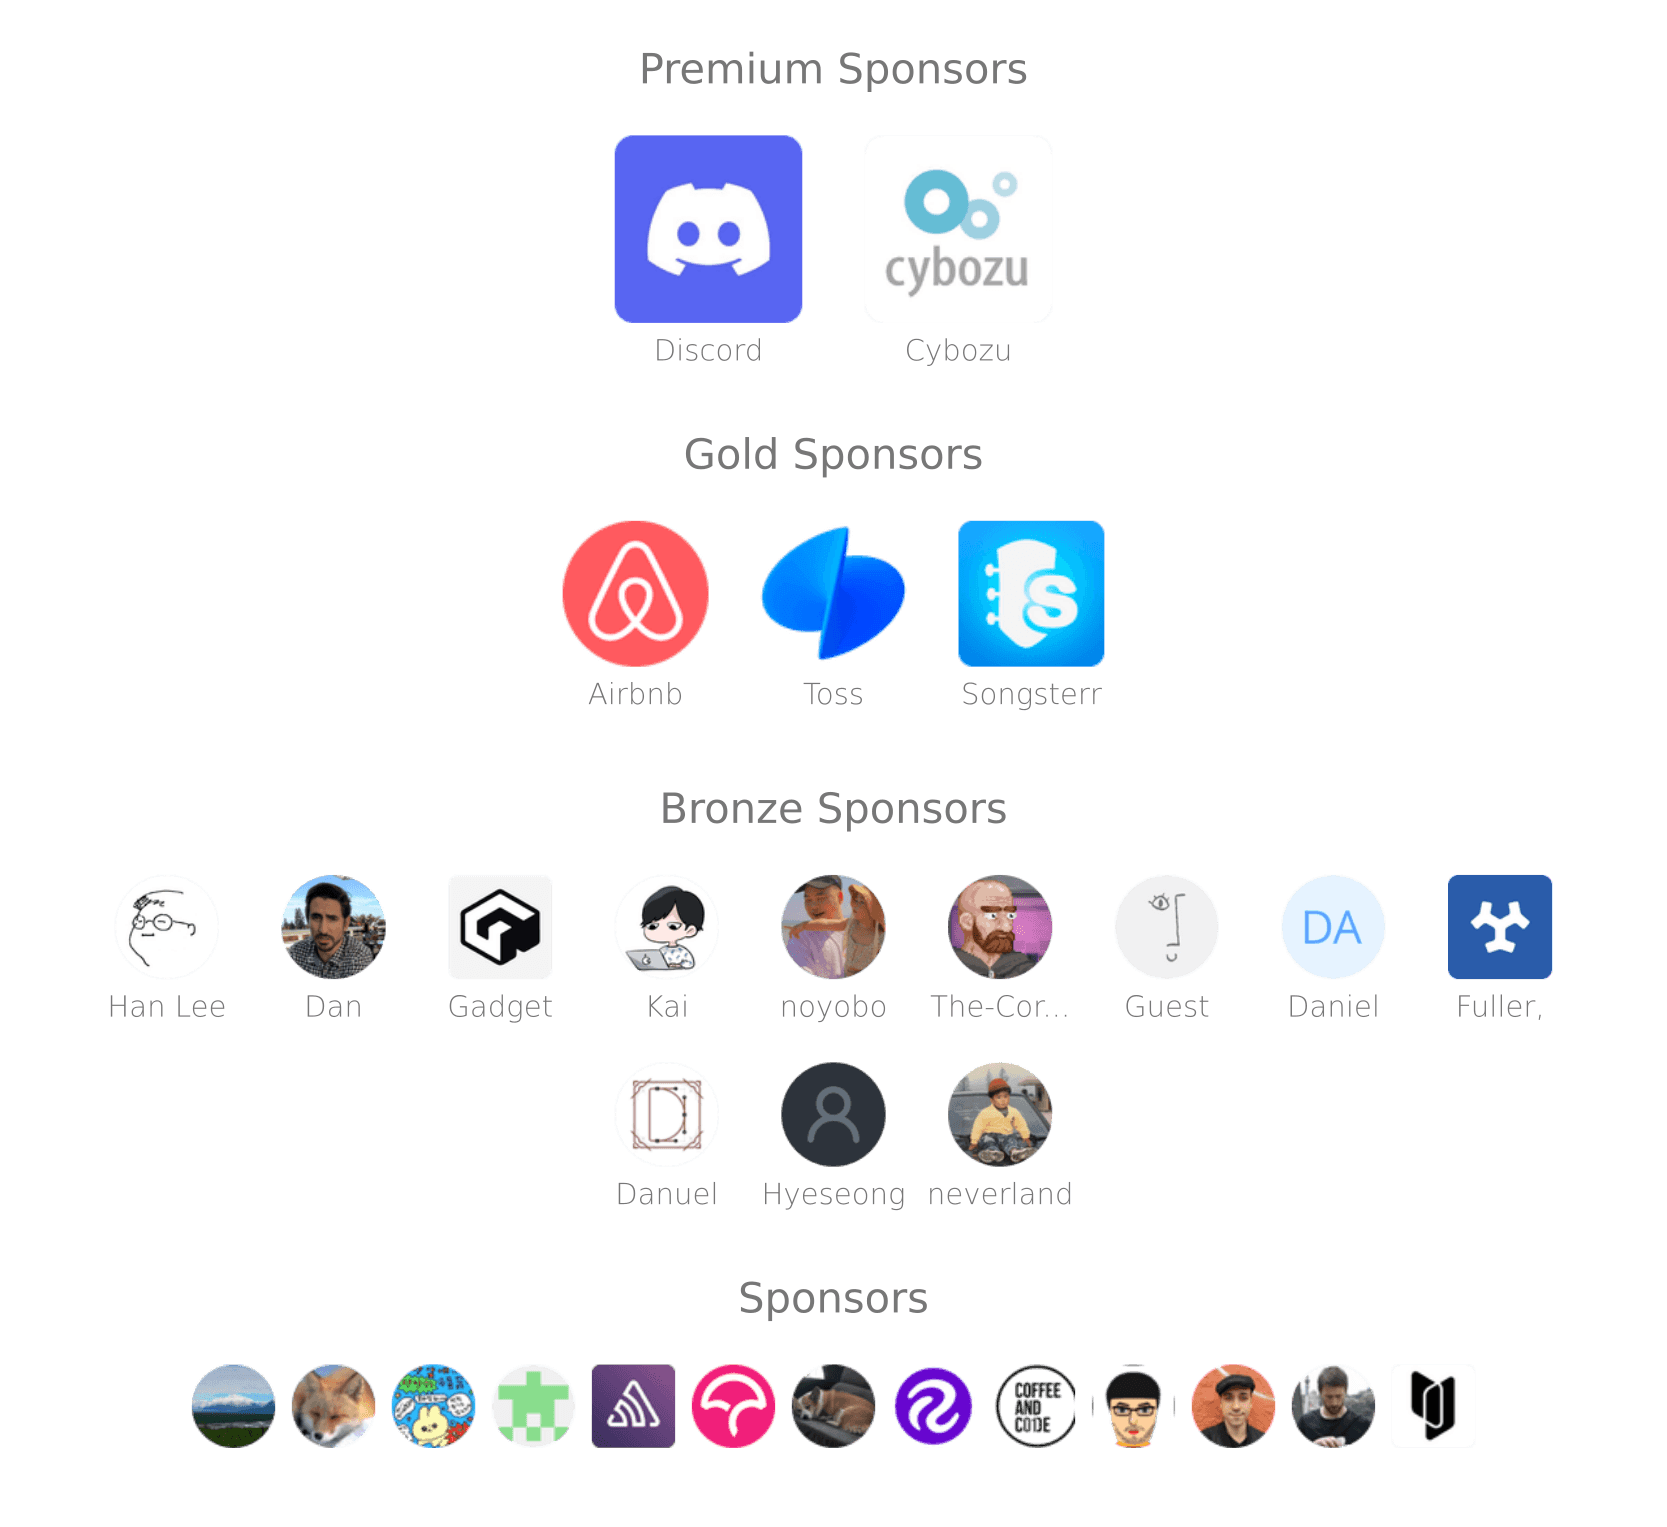 Premium Sponsors
cybozu
Discord Cybozu
Gold Sponsors
S
Airbnb Toss Songsterr
Bronze Sponsors
DA
Han Lee Dan Gadget Kai noyobo The-Cor... Guest Daniel Fuller,
D
Danuel Hyeseong neverland
Sponsors
COFFEE
AND
CODE